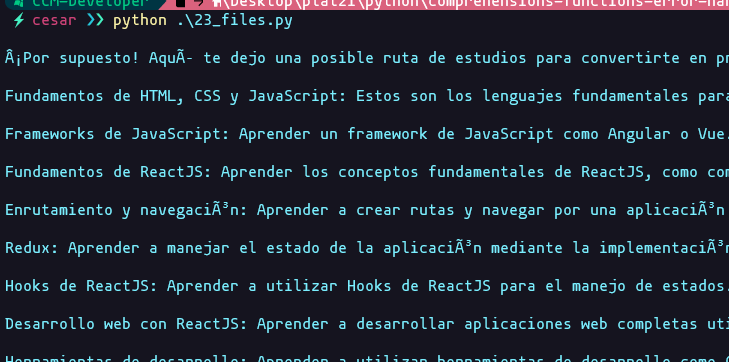 CCM-Developer \Desktop\platzi\python\comprehensions-functions-error-han
cesar ❯❯ python .\23_files.py
Â¡Por supuesto! AquÃ- te dejo una posible ruta de estudios para convertirte en pr
Fundamentos de HTML, CSS y JavaScript: Estos son los lenguajes fundamentales para
Frameworks de JavaScript: Aprender un framework de JavaScript como Angular o Vue.
Fundamentos de ReactJS: Aprender los conceptos fundamentales de ReactJS, como com
Enrutamiento y navegaciÃ³n: Aprender a crear rutas y navegar por una aplicaciÃ³n
Redux: Aprender a manejar el estado de la aplicaciÃ³n mediante la implementaciÃ³n
Hooks de ReactJS: Aprender a utilizar Hooks de ReactJS para el manejo de estados.
Desarrollo web con ReactJS: Aprender a desarrollar aplicaciones web completas uti
Herramientas de desarrollo: Aprender a utilizar herramientas de desarrollo como